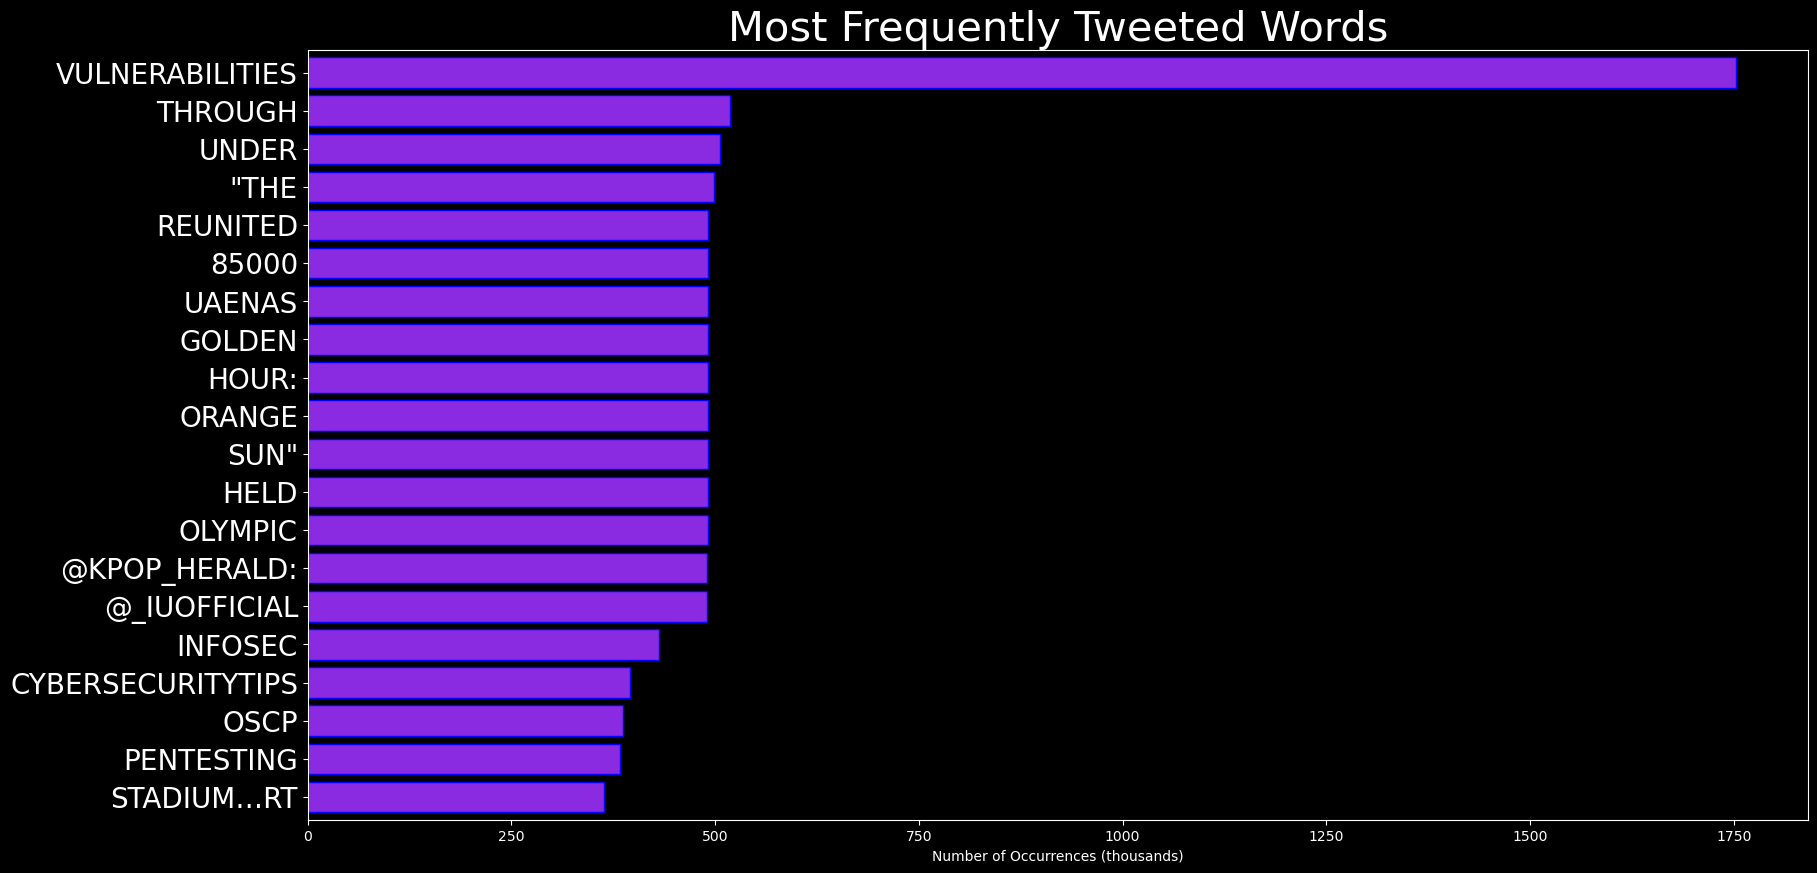 Most Frequently Tweeted Words
VULNERABILITIES
THROUGH
UNDER
"THE
REUNITED
85000
UAENAS
GOLDEN
HOUR:
ORANGE
SUN"
HELD
OLYMPIC
@KPOP_HERALD:
@_IUOFFICIAL
INFOSEC
CYBERSECURITYTIPS
OSCP
PENTESTING
STADIUM…RT
0 250 500 750 1000 1250 1500 1750
Number of Occurrences (thousands)